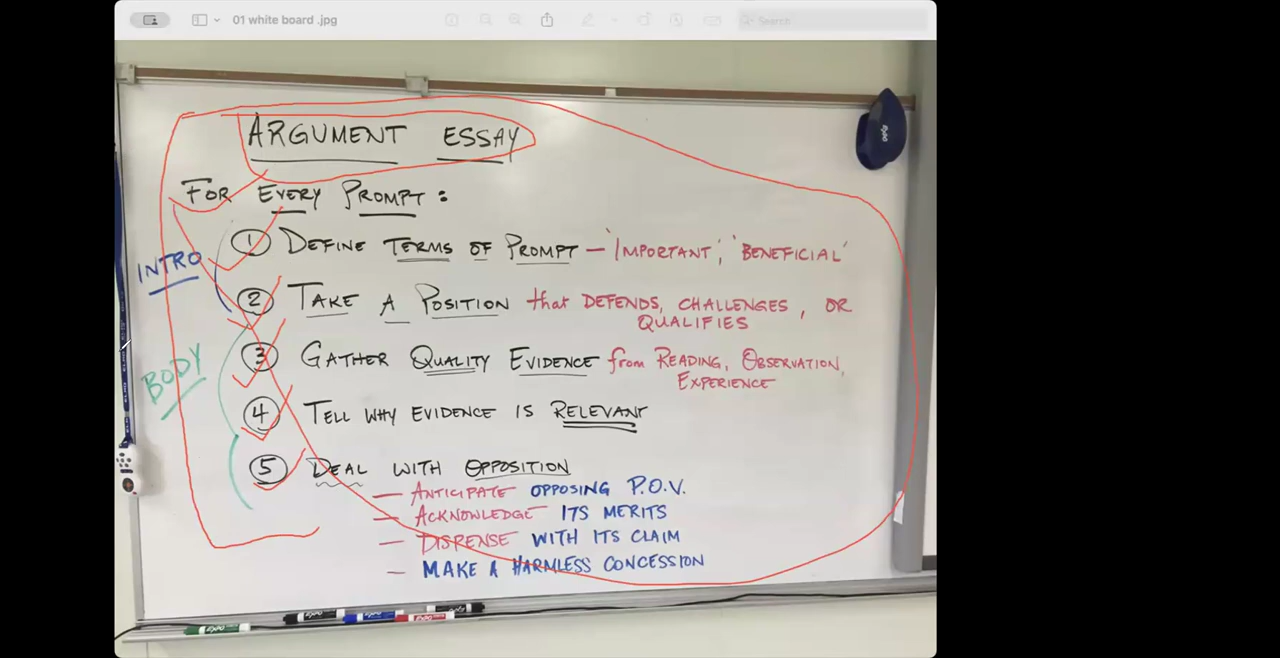 01 white board .jpg
Search
ARGUMENT ESSAY
FOR EVERY PROMPT :
1 DEFINE TERMS OF PROMPT — 'IMPORTANT', 'BENEFICIAL'
INTRO
2 TAKE A POSITION that DEFENDS, CHALLENGES, OR
QUALIFIES
3 GATHER QUALITY EVIDENCE from READING, OBSERVATION,
EXPERIENCE
BODY
4 TELL WHY EVIDENCE IS RELEVANT
5 DEAL WITH OPPOSITION
— ANTICIPATE OPPOSING P.O.V.
— ACKNOWLEDGE ITS MERITS
— DISPENSE WITH ITS CLAIM
— MAKE A HARMLESS CONCESSION
EXPO